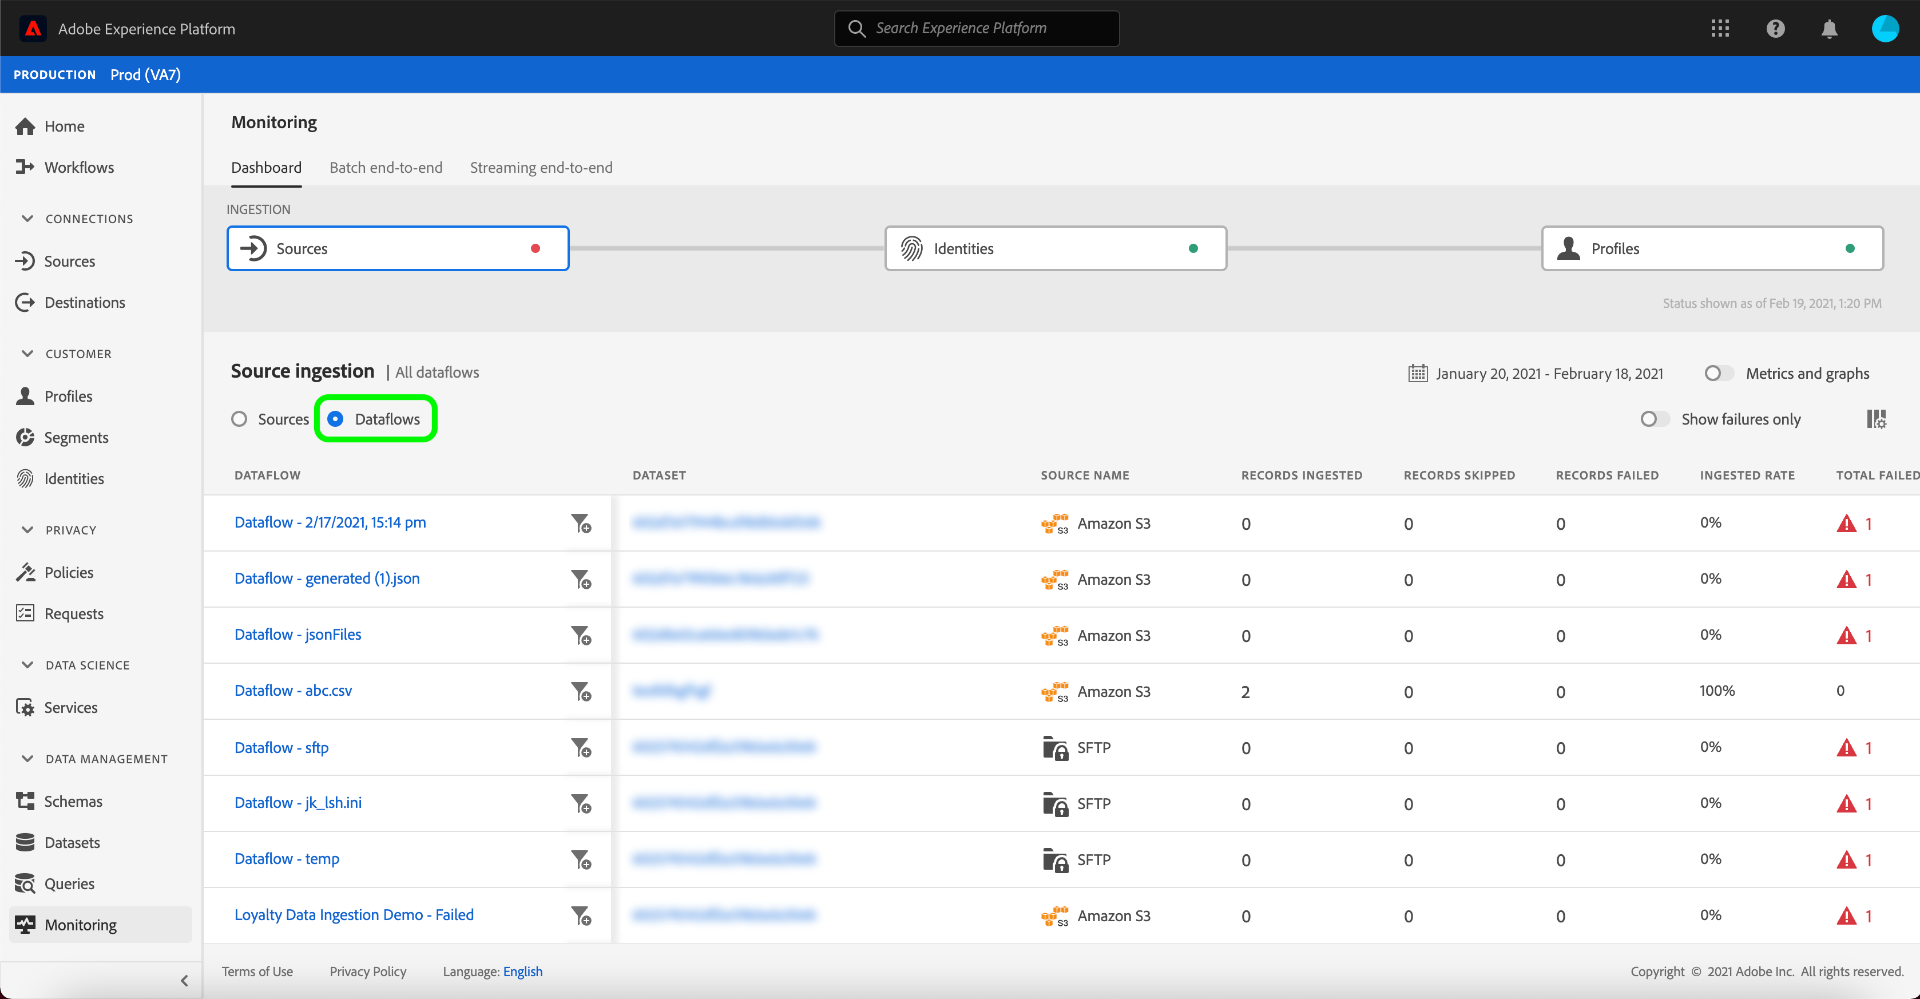 Adobe Experience Platform
Search Experience Platform
PRODUCTION Prod (VA7)
Home
Workflows
CONNECTIONS
Sources
Destinations
CUSTOMER
Profiles
Segments
Identities
PRIVACY
Policies
Requests
DATA SCIENCE
Services
DATA MANAGEMENT
Schemas
Datasets
Queries
Monitoring
Monitoring
Dashboard Batch end-to-end Streaming end-to-end
INGESTION
Sources Identities Profiles
Status shown as of Feb 19, 2021, 1:20 PM
Source ingestion | All dataflows January 20, 2021 - February 18, 2021 Metrics and graphs
Sources Dataflows Show failures only
DATAFLOW DATASET SOURCE NAME RECORDS INGESTED RECORDS SKIPPED RECORDS FAILED INGESTED RATE TOTAL FAILED
Dataflow - 2/17/2021, 15:14 pm S3 Amazon S3 0 0 0 0% 1
Dataflow - generated (1).json S3 Amazon S3 0 0 0 0% 1
Dataflow - jsonFiles S3 Amazon S3 0 0 0 0% 1
Dataflow - abc.csv S3 Amazon S3 2 0 0 100% 0
Dataflow - sftp SFTP 0 0 0 0% 1
Dataflow - jk_lsh.ini SFTP 0 0 0 0% 1
Dataflow - temp SFTP 0 0 0 0% 1
Loyalty Data Ingestion Demo - Failed S3 Amazon S3 0 0 0 0% 1
Terms of Use Privacy Policy Language: English Copyright © 2021 Adobe Inc. All rights reserved.